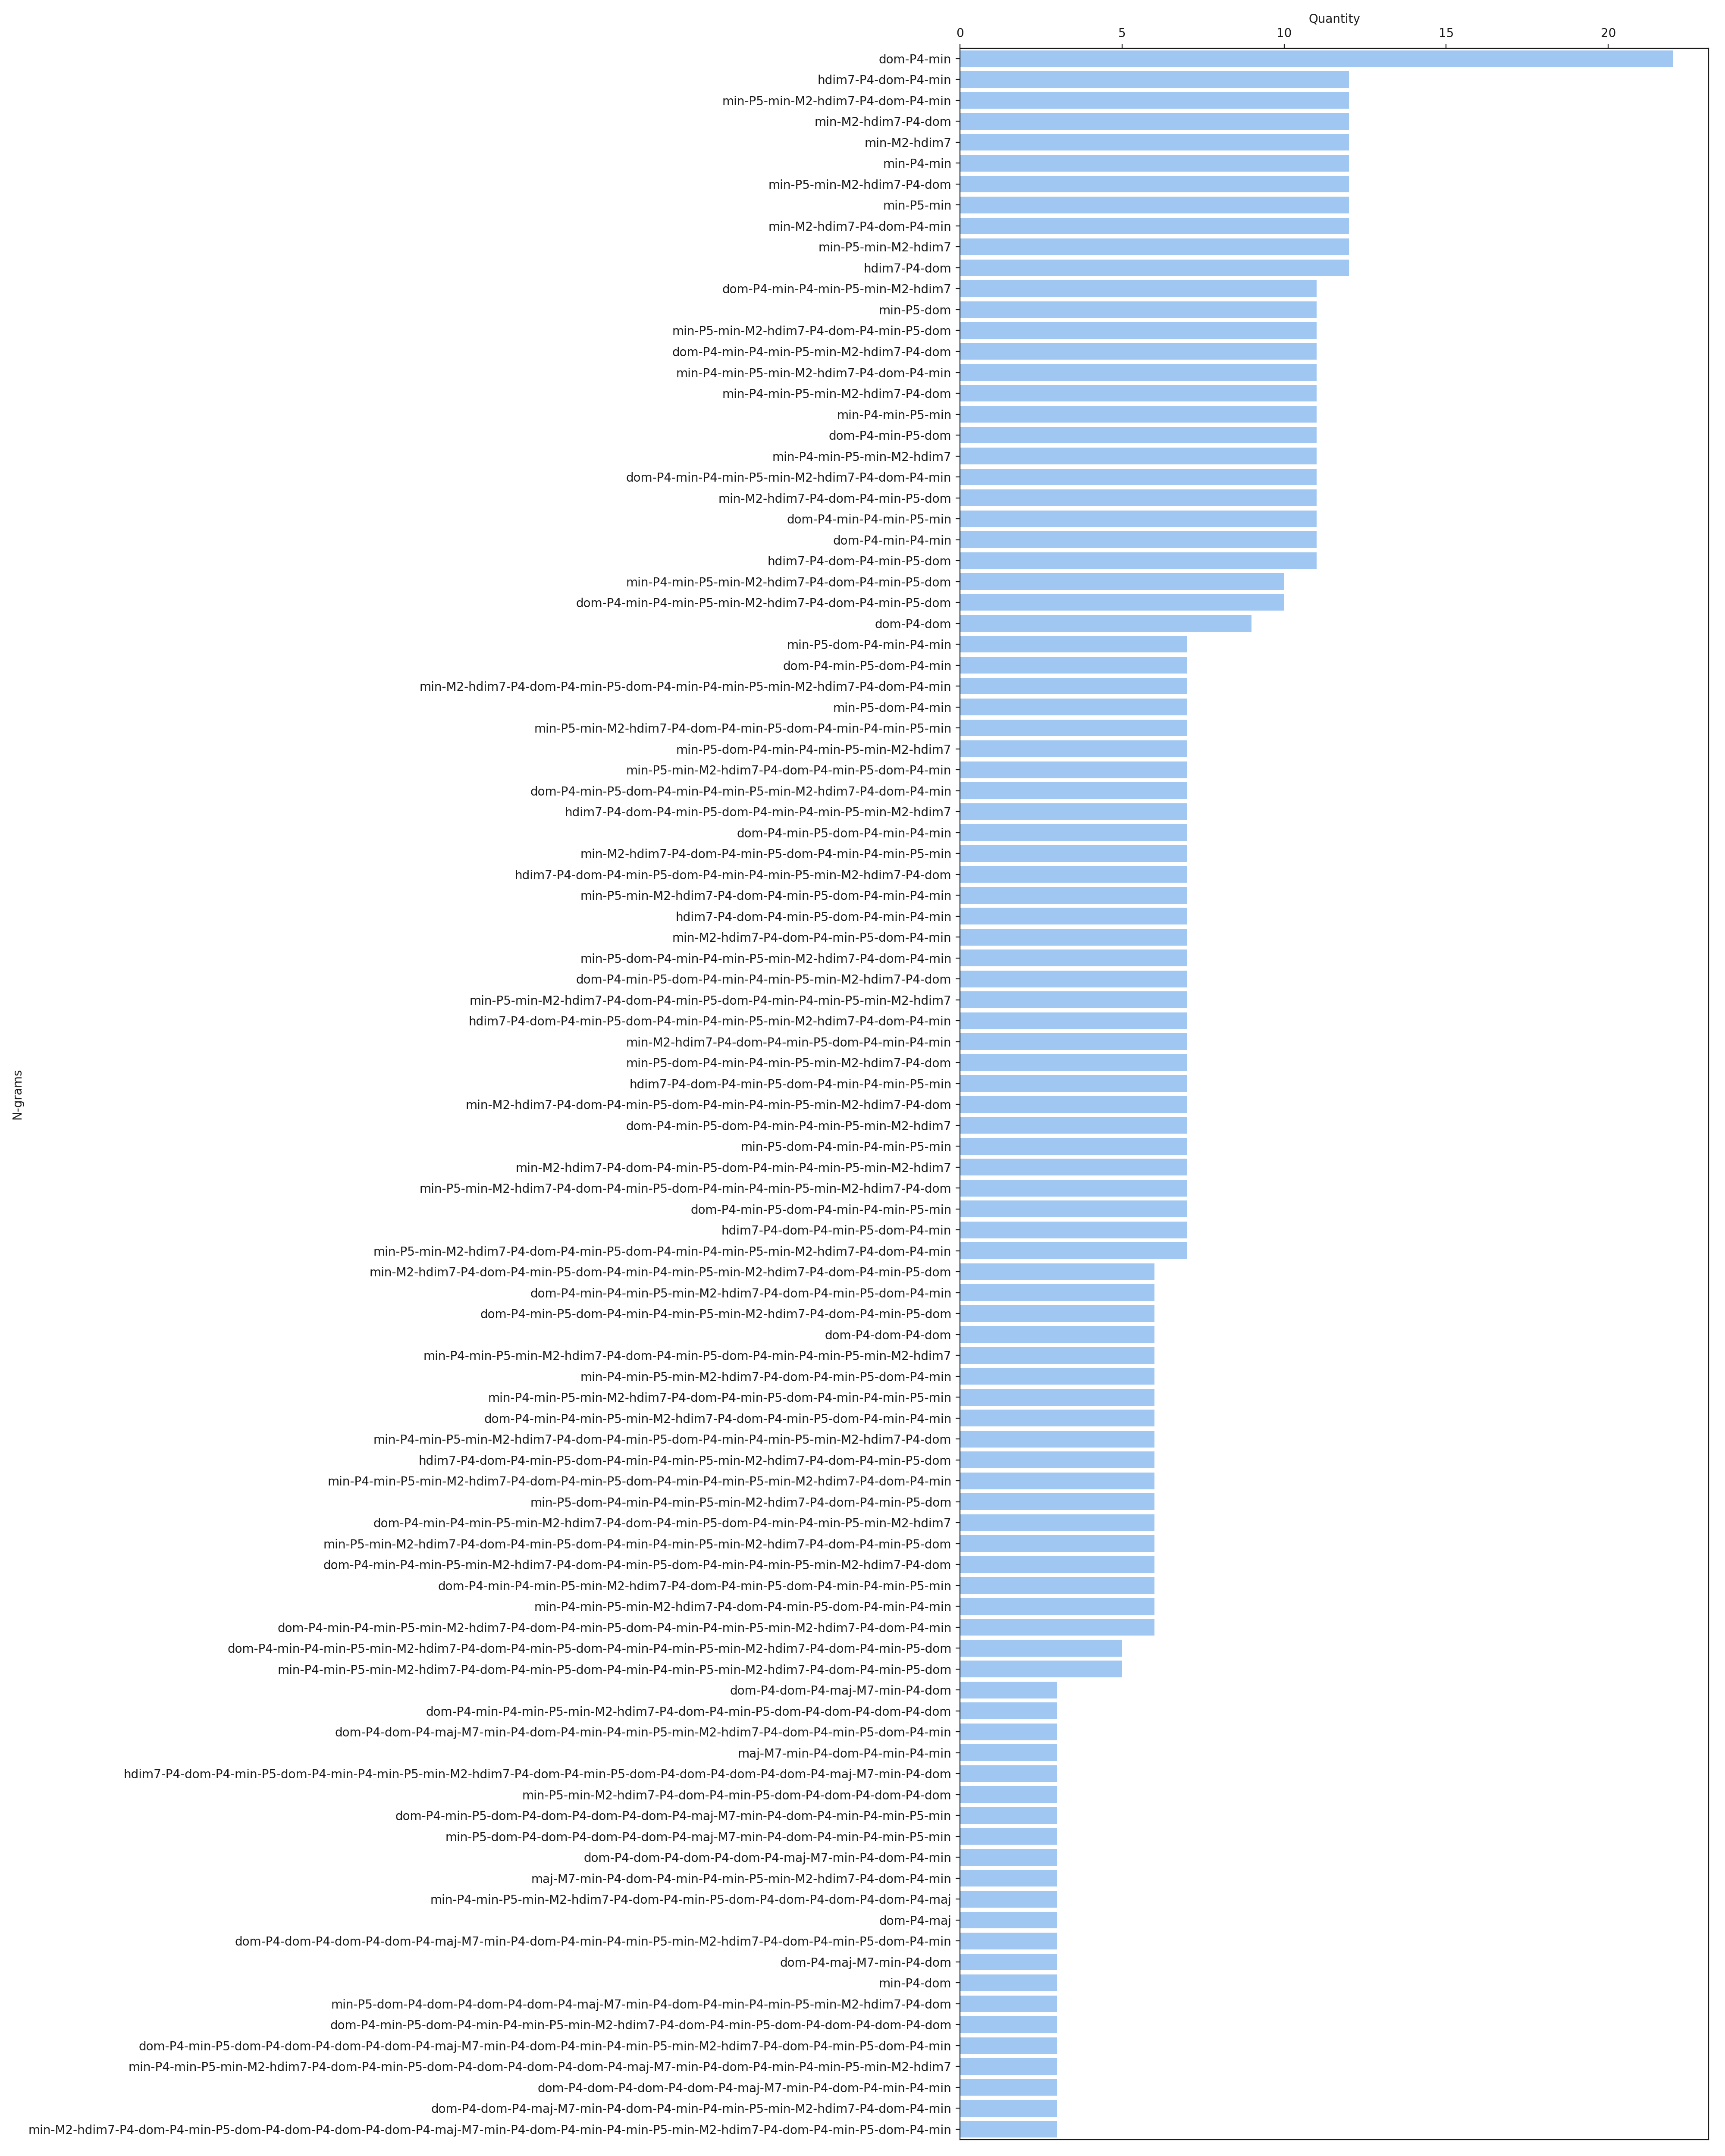 Quantity
0 5 10 15 20
dom-P4-min
hdim7-P4-dom-P4-min
min-P5-min-M2-hdim7-P4-dom-P4-min
min-M2-hdim7-P4-dom
min-M2-hdim7
min-P4-min
min-P5-min-M2-hdim7-P4-dom
min-P5-min
min-M2-hdim7-P4-dom-P4-min
min-P5-min-M2-hdim7
hdim7-P4-dom
dom-P4-min-P4-min-P5-min-M2-hdim7
min-P5-dom
min-P5-min-M2-hdim7-P4-dom-P4-min-P5-dom
dom-P4-min-P4-min-P5-min-M2-hdim7-P4-dom
min-P4-min-P5-min-M2-hdim7-P4-dom-P4-min
min-P4-min-P5-min-M2-hdim7-P4-dom
min-P4-min-P5-min
dom-P4-min-P5-dom
min-P4-min-P5-min-M2-hdim7
dom-P4-min-P4-min-P5-min-M2-hdim7-P4-dom-P4-min
min-M2-hdim7-P4-dom-P4-min-P5-dom
dom-P4-min-P4-min-P5-min
dom-P4-min-P4-min
hdim7-P4-dom-P4-min-P5-dom
min-P4-min-P5-min-M2-hdim7-P4-dom-P4-min-P5-dom
dom-P4-min-P4-min-P5-min-M2-hdim7-P4-dom-P4-min-P5-dom
dom-P4-dom
min-P5-dom-P4-min-P4-min
dom-P4-min-P5-dom-P4-min
min-M2-hdim7-P4-dom-P4-min-P5-dom-P4-min-P4-min-P5-min-M2-hdim7-P4-dom-P4-min
min-P5-dom-P4-min
min-P5-min-M2-hdim7-P4-dom-P4-min-P5-dom-P4-min-P4-min-P5-min
min-P5-dom-P4-min-P4-min-P5-min-M2-hdim7
min-P5-min-M2-hdim7-P4-dom-P4-min-P5-dom-P4-min
dom-P4-min-P5-dom-P4-min-P4-min-P5-min-M2-hdim7-P4-dom-P4-min
hdim7-P4-dom-P4-min-P5-dom-P4-min-P4-min-P5-min-M2-hdim7
dom-P4-min-P5-dom-P4-min-P4-min
min-M2-hdim7-P4-dom-P4-min-P5-dom-P4-min-P4-min-P5-min
hdim7-P4-dom-P4-min-P5-dom-P4-min-P4-min-P5-min-M2-hdim7-P4-dom
min-P5-min-M2-hdim7-P4-dom-P4-min-P5-dom-P4-min-P4-min
hdim7-P4-dom-P4-min-P5-dom-P4-min-P4-min
min-M2-hdim7-P4-dom-P4-min-P5-dom-P4-min
min-P5-dom-P4-min-P4-min-P5-min-M2-hdim7-P4-dom-P4-min
dom-P4-min-P5-dom-P4-min-P4-min-P5-min-M2-hdim7-P4-dom
min-P5-min-M2-hdim7-P4-dom-P4-min-P5-dom-P4-min-P4-min-P5-min-M2-hdim7
hdim7-P4-dom-P4-min-P5-dom-P4-min-P4-min-P5-min-M2-hdim7-P4-dom-P4-min
min-M2-hdim7-P4-dom-P4-min-P5-dom-P4-min-P4-min
min-P5-dom-P4-min-P4-min-P5-min-M2-hdim7-P4-dom
hdim7-P4-dom-P4-min-P5-dom-P4-min-P4-min-P5-min
N-grams
min-M2-hdim7-P4-dom-P4-min-P5-dom-P4-min-P4-min-P5-min-M2-hdim7-P4-dom
dom-P4-min-P5-dom-P4-min-P4-min-P5-min-M2-hdim7
min-P5-dom-P4-min-P4-min-P5-min
min-M2-hdim7-P4-dom-P4-min-P5-dom-P4-min-P4-min-P5-min-M2-hdim7
min-P5-min-M2-hdim7-P4-dom-P4-min-P5-dom-P4-min-P4-min-P5-min-M2-hdim7-P4-dom
dom-P4-min-P5-dom-P4-min-P4-min-P5-min
hdim7-P4-dom-P4-min-P5-dom-P4-min
min-P5-min-M2-hdim7-P4-dom-P4-min-P5-dom-P4-min-P4-min-P5-min-M2-hdim7-P4-dom-P4-min
min-M2-hdim7-P4-dom-P4-min-P5-dom-P4-min-P4-min-P5-min-M2-hdim7-P4-dom-P4-min-P5-dom
dom-P4-min-P4-min-P5-min-M2-hdim7-P4-dom-P4-min-P5-dom-P4-min
dom-P4-min-P5-dom-P4-min-P4-min-P5-min-M2-hdim7-P4-dom-P4-min-P5-dom
dom-P4-dom-P4-dom
min-P4-min-P5-min-M2-hdim7-P4-dom-P4-min-P5-dom-P4-min-P4-min-P5-min-M2-hdim7
min-P4-min-P5-min-M2-hdim7-P4-dom-P4-min-P5-dom-P4-min
min-P4-min-P5-min-M2-hdim7-P4-dom-P4-min-P5-dom-P4-min-P4-min-P5-min
dom-P4-min-P4-min-P5-min-M2-hdim7-P4-dom-P4-min-P5-dom-P4-min-P4-min
min-P4-min-P5-min-M2-hdim7-P4-dom-P4-min-P5-dom-P4-min-P4-min-P5-min-M2-hdim7-P4-dom
hdim7-P4-dom-P4-min-P5-dom-P4-min-P4-min-P5-min-M2-hdim7-P4-dom-P4-min-P5-dom
min-P4-min-P5-min-M2-hdim7-P4-dom-P4-min-P5-dom-P4-min-P4-min-P5-min-M2-hdim7-P4-dom-P4-min
min-P5-dom-P4-min-P4-min-P5-min-M2-hdim7-P4-dom-P4-min-P5-dom
dom-P4-min-P4-min-P5-min-M2-hdim7-P4-dom-P4-min-P5-dom-P4-min-P4-min-P5-min-M2-hdim7
min-P5-min-M2-hdim7-P4-dom-P4-min-P5-dom-P4-min-P4-min-P5-min-M2-hdim7-P4-dom-P4-min-P5-dom
dom-P4-min-P4-min-P5-min-M2-hdim7-P4-dom-P4-min-P5-dom-P4-min-P4-min-P5-min-M2-hdim7-P4-dom
dom-P4-min-P4-min-P5-min-M2-hdim7-P4-dom-P4-min-P5-dom-P4-min-P4-min-P5-min
min-P4-min-P5-min-M2-hdim7-P4-dom-P4-min-P5-dom-P4-min-P4-min
dom-P4-min-P4-min-P5-min-M2-hdim7-P4-dom-P4-min-P5-dom-P4-min-P4-min-P5-min-M2-hdim7-P4-dom-P4-min
dom-P4-min-P4-min-P5-min-M2-hdim7-P4-dom-P4-min-P5-dom-P4-min-P4-min-P5-min-M2-hdim7-P4-dom-P4-min-P5-dom
min-P4-min-P5-min-M2-hdim7-P4-dom-P4-min-P5-dom-P4-min-P4-min-P5-min-M2-hdim7-P4-dom-P4-min-P5-dom
dom-P4-dom-P4-maj-M7-min-P4-dom
dom-P4-min-P4-min-P5-min-M2-hdim7-P4-dom-P4-min-P5-dom-P4-dom-P4-dom-P4-dom
dom-P4-dom-P4-maj-M7-min-P4-dom-P4-min-P4-min-P5-min-M2-hdim7-P4-dom-P4-min-P5-dom-P4-min
maj-M7-min-P4-dom-P4-min-P4-min
hdim7-P4-dom-P4-min-P5-dom-P4-min-P4-min-P5-min-M2-hdim7-P4-dom-P4-min-P5-dom-P4-dom-P4-dom-P4-dom-P4-maj-M7-min-P4-dom
min-P5-min-M2-hdim7-P4-dom-P4-min-P5-dom-P4-dom-P4-dom-P4-dom
dom-P4-min-P5-dom-P4-dom-P4-dom-P4-dom-P4-maj-M7-min-P4-dom-P4-min-P4-min-P5-min
min-P5-dom-P4-dom-P4-dom-P4-dom-P4-maj-M7-min-P4-dom-P4-min-P4-min-P5-min
dom-P4-dom-P4-dom-P4-dom-P4-maj-M7-min-P4-dom-P4-min
maj-M7-min-P4-dom-P4-min-P4-min-P5-min-M2-hdim7-P4-dom-P4-min
min-P4-min-P5-min-M2-hdim7-P4-dom-P4-min-P5-dom-P4-dom-P4-dom-P4-dom-P4-maj
dom-P4-maj
dom-P4-dom-P4-dom-P4-dom-P4-maj-M7-min-P4-dom-P4-min-P4-min-P5-min-M2-hdim7-P4-dom-P4-min-P5-dom-P4-min
dom-P4-maj-M7-min-P4-dom
min-P4-dom
min-P5-dom-P4-dom-P4-dom-P4-dom-P4-maj-M7-min-P4-dom-P4-min-P4-min-P5-min-M2-hdim7-P4-dom
dom-P4-min-P5-dom-P4-min-P4-min-P5-min-M2-hdim7-P4-dom-P4-min-P5-dom-P4-dom-P4-dom-P4-dom
dom-P4-min-P5-dom-P4-dom-P4-dom-P4-dom-P4-maj-M7-min-P4-dom-P4-min-P4-min-P5-min-M2-hdim7-P4-dom-P4-min-P5-dom-P4-min
min-P4-min-P5-min-M2-hdim7-P4-dom-P4-min-P5-dom-P4-dom-P4-dom-P4-dom-P4-maj-M7-min-P4-dom-P4-min-P4-min-P5-min-M2-hdim7
dom-P4-dom-P4-dom-P4-dom-P4-maj-M7-min-P4-dom-P4-min-P4-min
dom-P4-dom-P4-maj-M7-min-P4-dom-P4-min-P4-min-P5-min-M2-hdim7-P4-dom-P4-min
min-M2-hdim7-P4-dom-P4-min-P5-dom-P4-dom-P4-dom-P4-dom-P4-maj-M7-min-P4-dom-P4-min-P4-min-P5-min-M2-hdim7-P4-dom-P4-min-P5-dom-P4-min